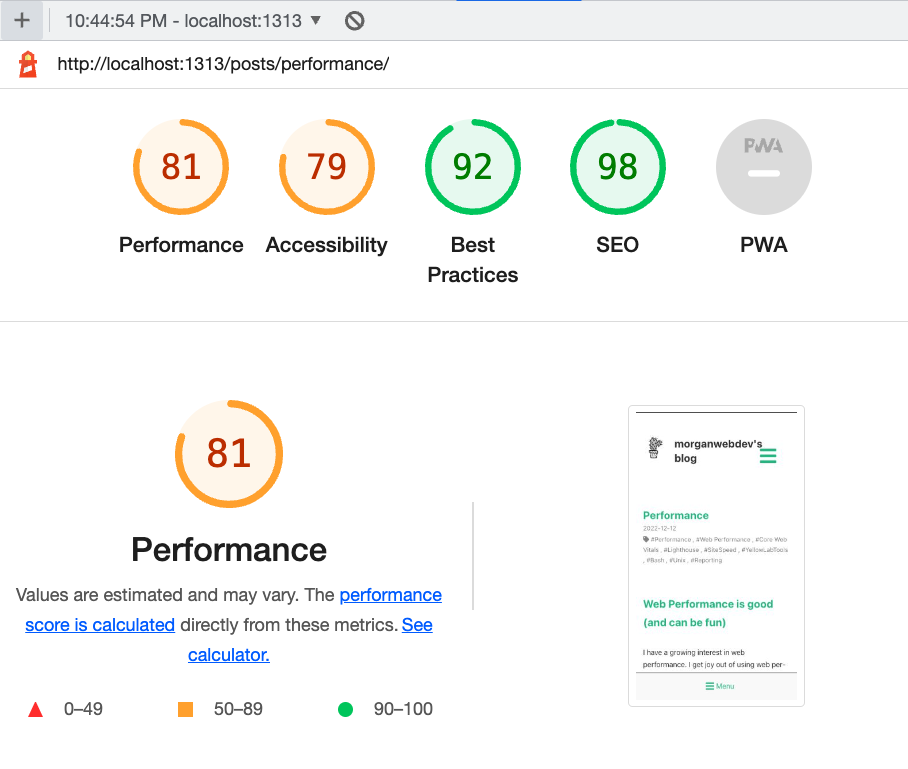 + 10:44:54 PM - localhost:1313 ▼
http://localhost:1313/posts/performance/
81 79 92 98 PWA
Performance Accessibility Best Practices SEO PWA
81
Performance
Values are estimated and may vary. The performance
score is calculated directly from these metrics. See
calculator.
0–49 50–89 90–100
morganwebdev's
blog
Performance
2022-12-12
#Performance , #Web Performance , #Core Web
Vitals , #Lighthouse , #SiteSpeed , #YellowLabTools
, #Bash , #Unix , #Reporting
Web Performance is good
(and can be fun)
I have a growing interest in web
performance. I get joy out of using web per-
Menu